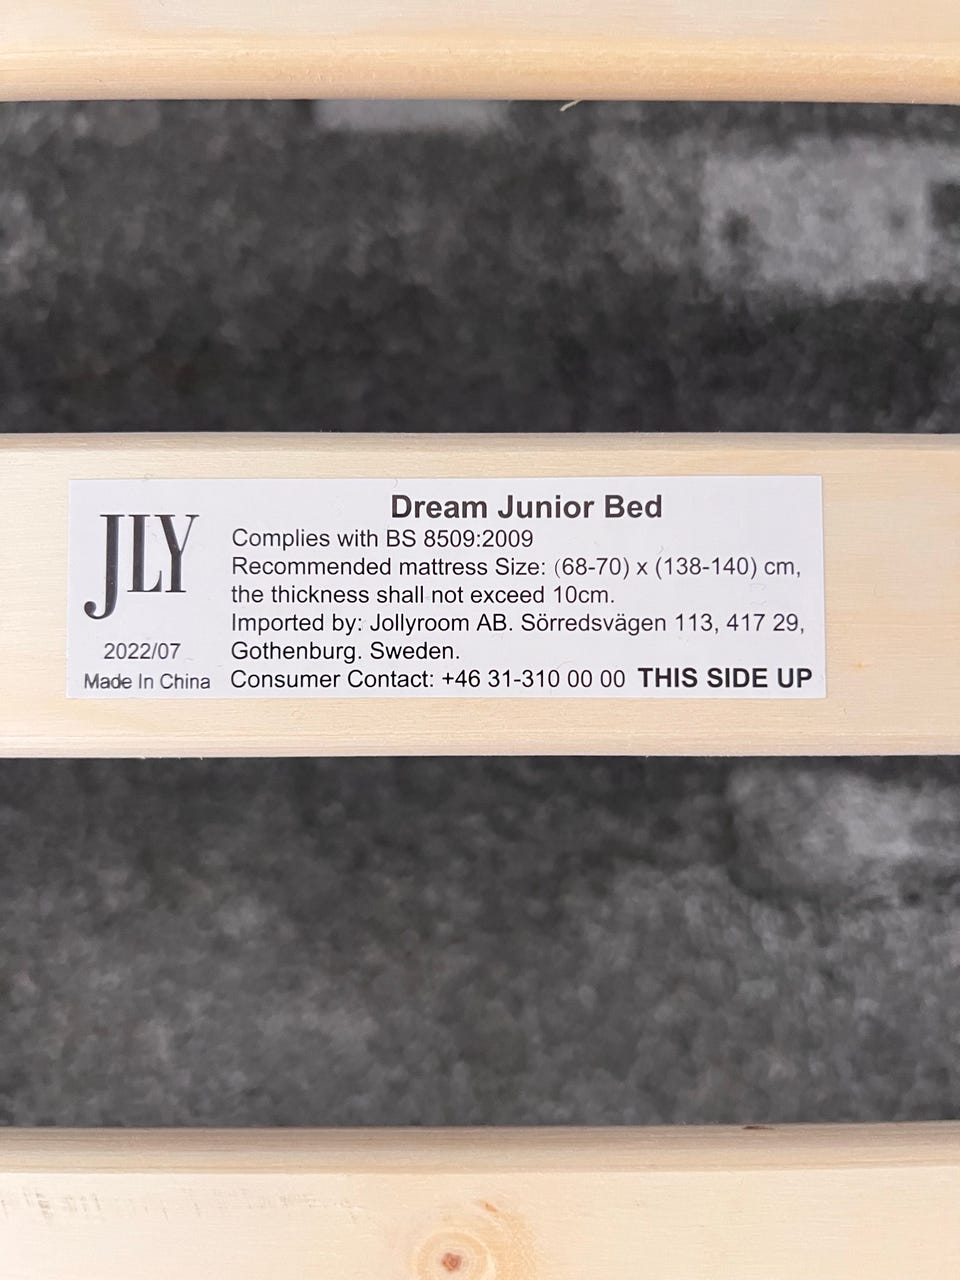 JLY
2022/07
Made In China
Dream Junior Bed
Complies with BS 8509:2009
Recommended mattress Size: (68-70) x (138-140) cm,
the thickness shall not exceed 10cm.
Imported by: Jollyroom AB. Sörredsvägen 113, 417 29,
Gothenburg. Sweden.
Consumer Contact: +46 31-310 00 00 THIS SIDE UP